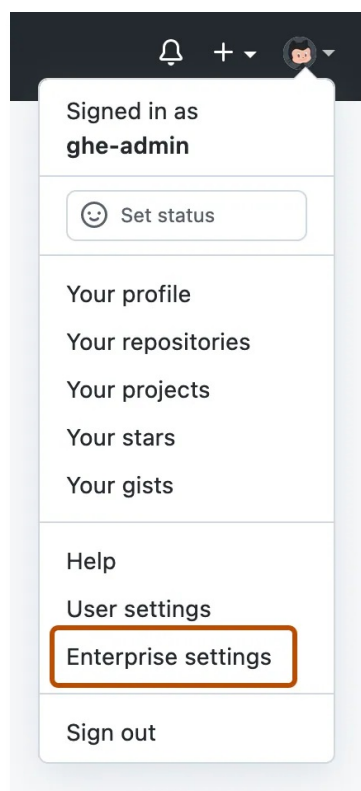 Signed in as
ghe-admin
Set status
Your profile
Your repositories
Your projects
Your stars
Your gists
Help
User settings
Enterprise settings
Sign out